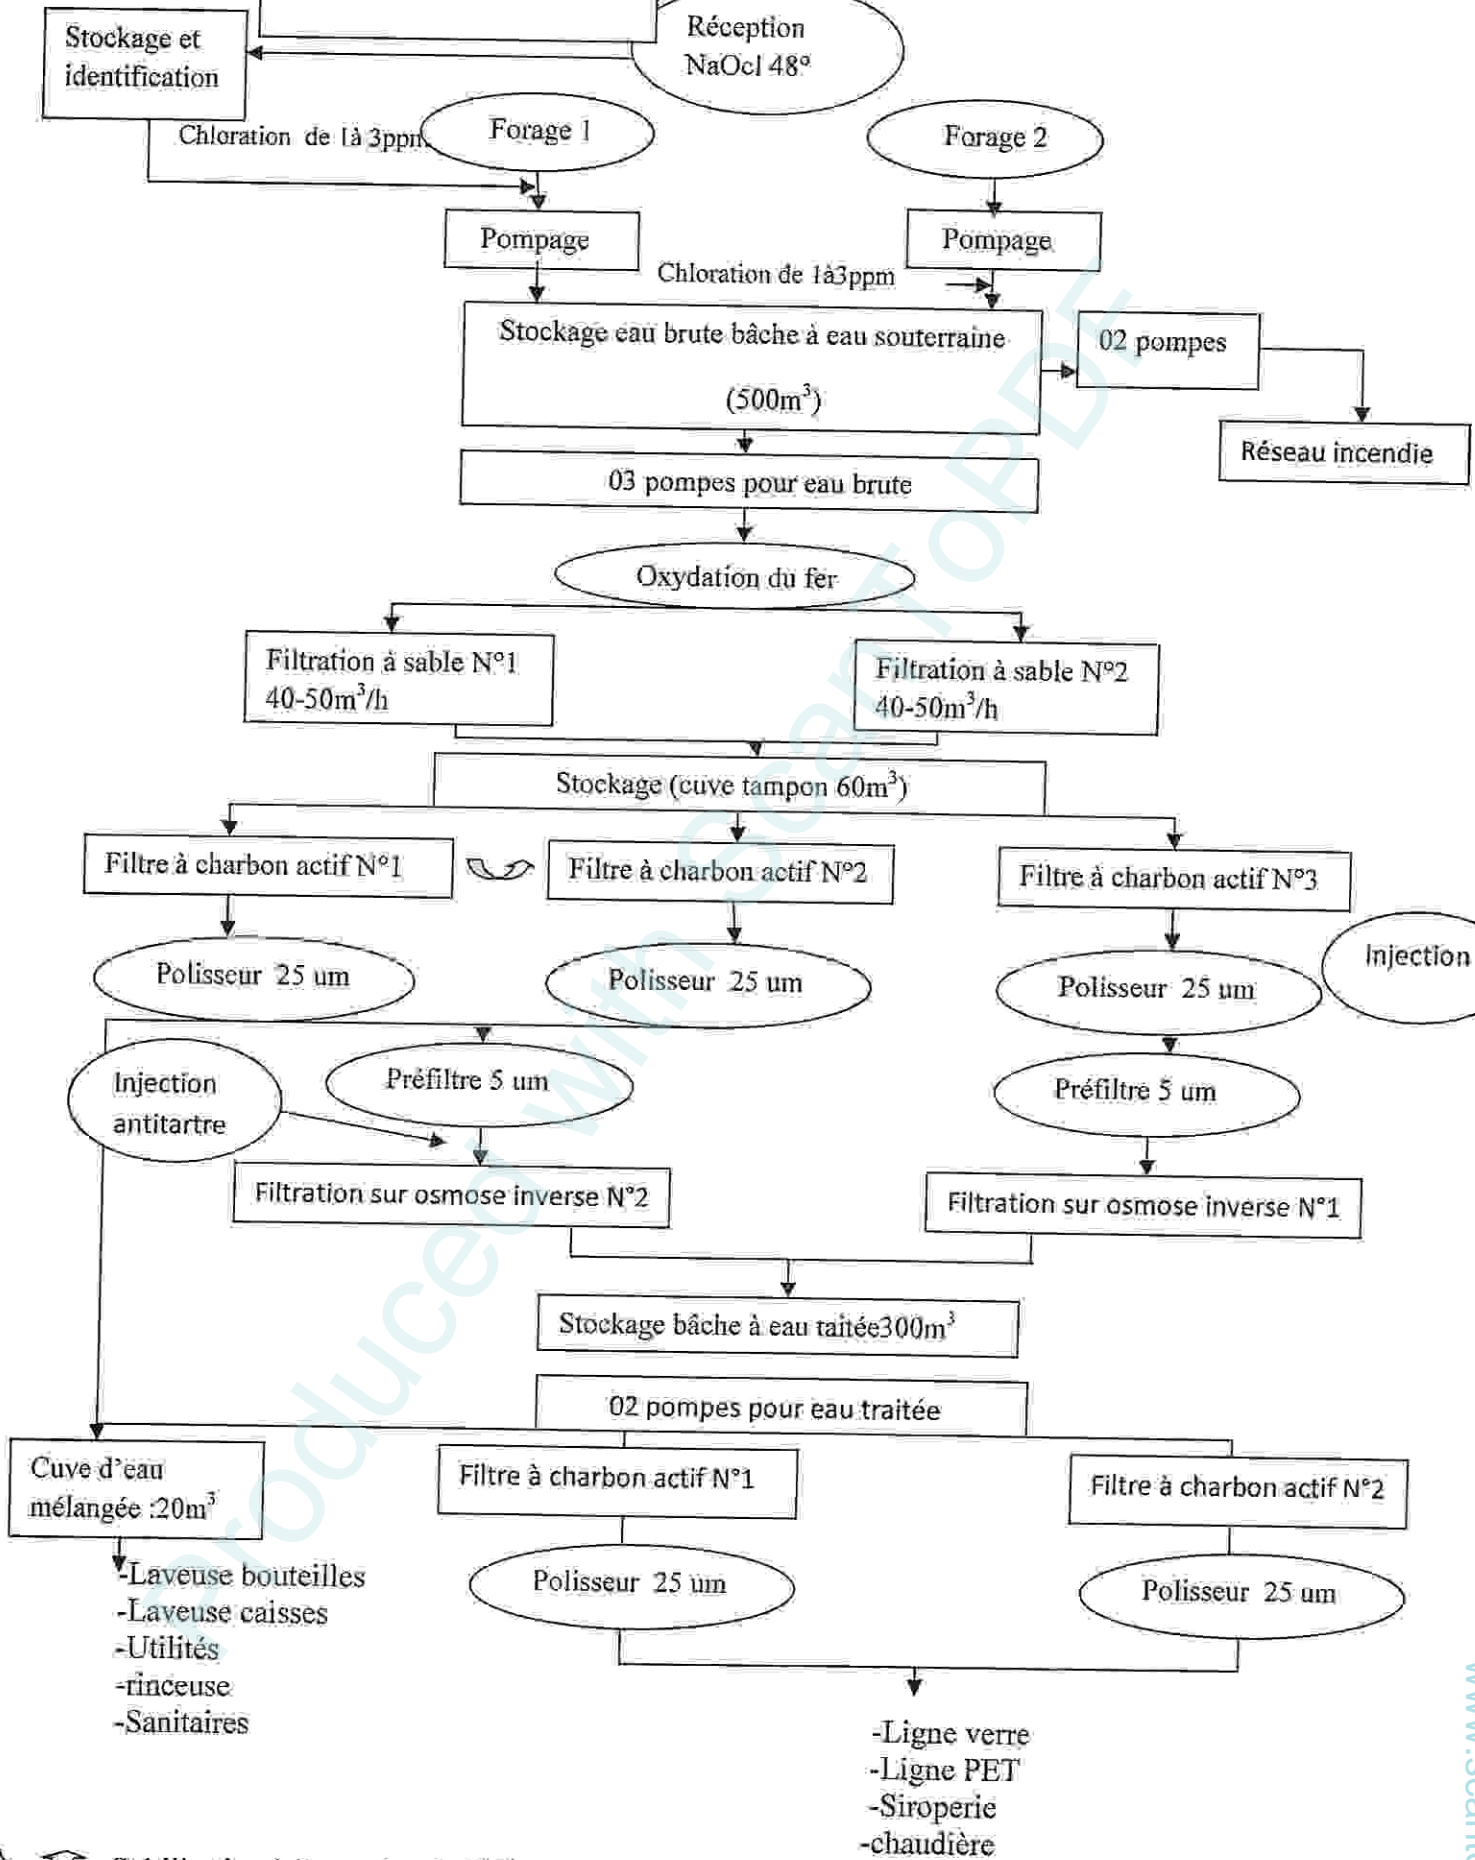 Réception
NaOcl 48°
Stockage et
identification
Chloration de 1à 3ppm
Forage 1
Forage 2
Pompage
Pompage
Chloration de 1à3ppm
Stockage eau brute bâche à eau souterraine
(500m³)
02 pompes
Réseau incendie
03 pompes pour eau brute
Oxydation du fer
Filtration à sable N°1
40-50m³/h
Filtration à sable N°2
40-50m³/h
Stockage (cuve tampon 60m³)
Filtre à charbon actif N°1
Filtre à charbon actif N°2
Filtre à charbon actif N°3
Polisseur 25 um
Polisseur 25 um
Polisseur 25 um
Injection
Injection
antitartre
Préfiltre 5 um
Préfiltre 5 um
Filtration sur osmose inverse N°2
Filtration sur osmose inverse N°1
Stockage bâche à eau taitée300m³
02 pompes pour eau traitée
Cuve d'eau
mélangée :20m³
Filtre à charbon actif N°1
Filtre à charbon actif N°2
Polisseur 25 um
Polisseur 25 um
-Laveuse bouteilles
-Laveuse caisses
-Utilités
-rinceuse
-Sanitaires
-Ligne verre
-Ligne PET
-Siroperie
-chaudière
Produced with ScanToPDF